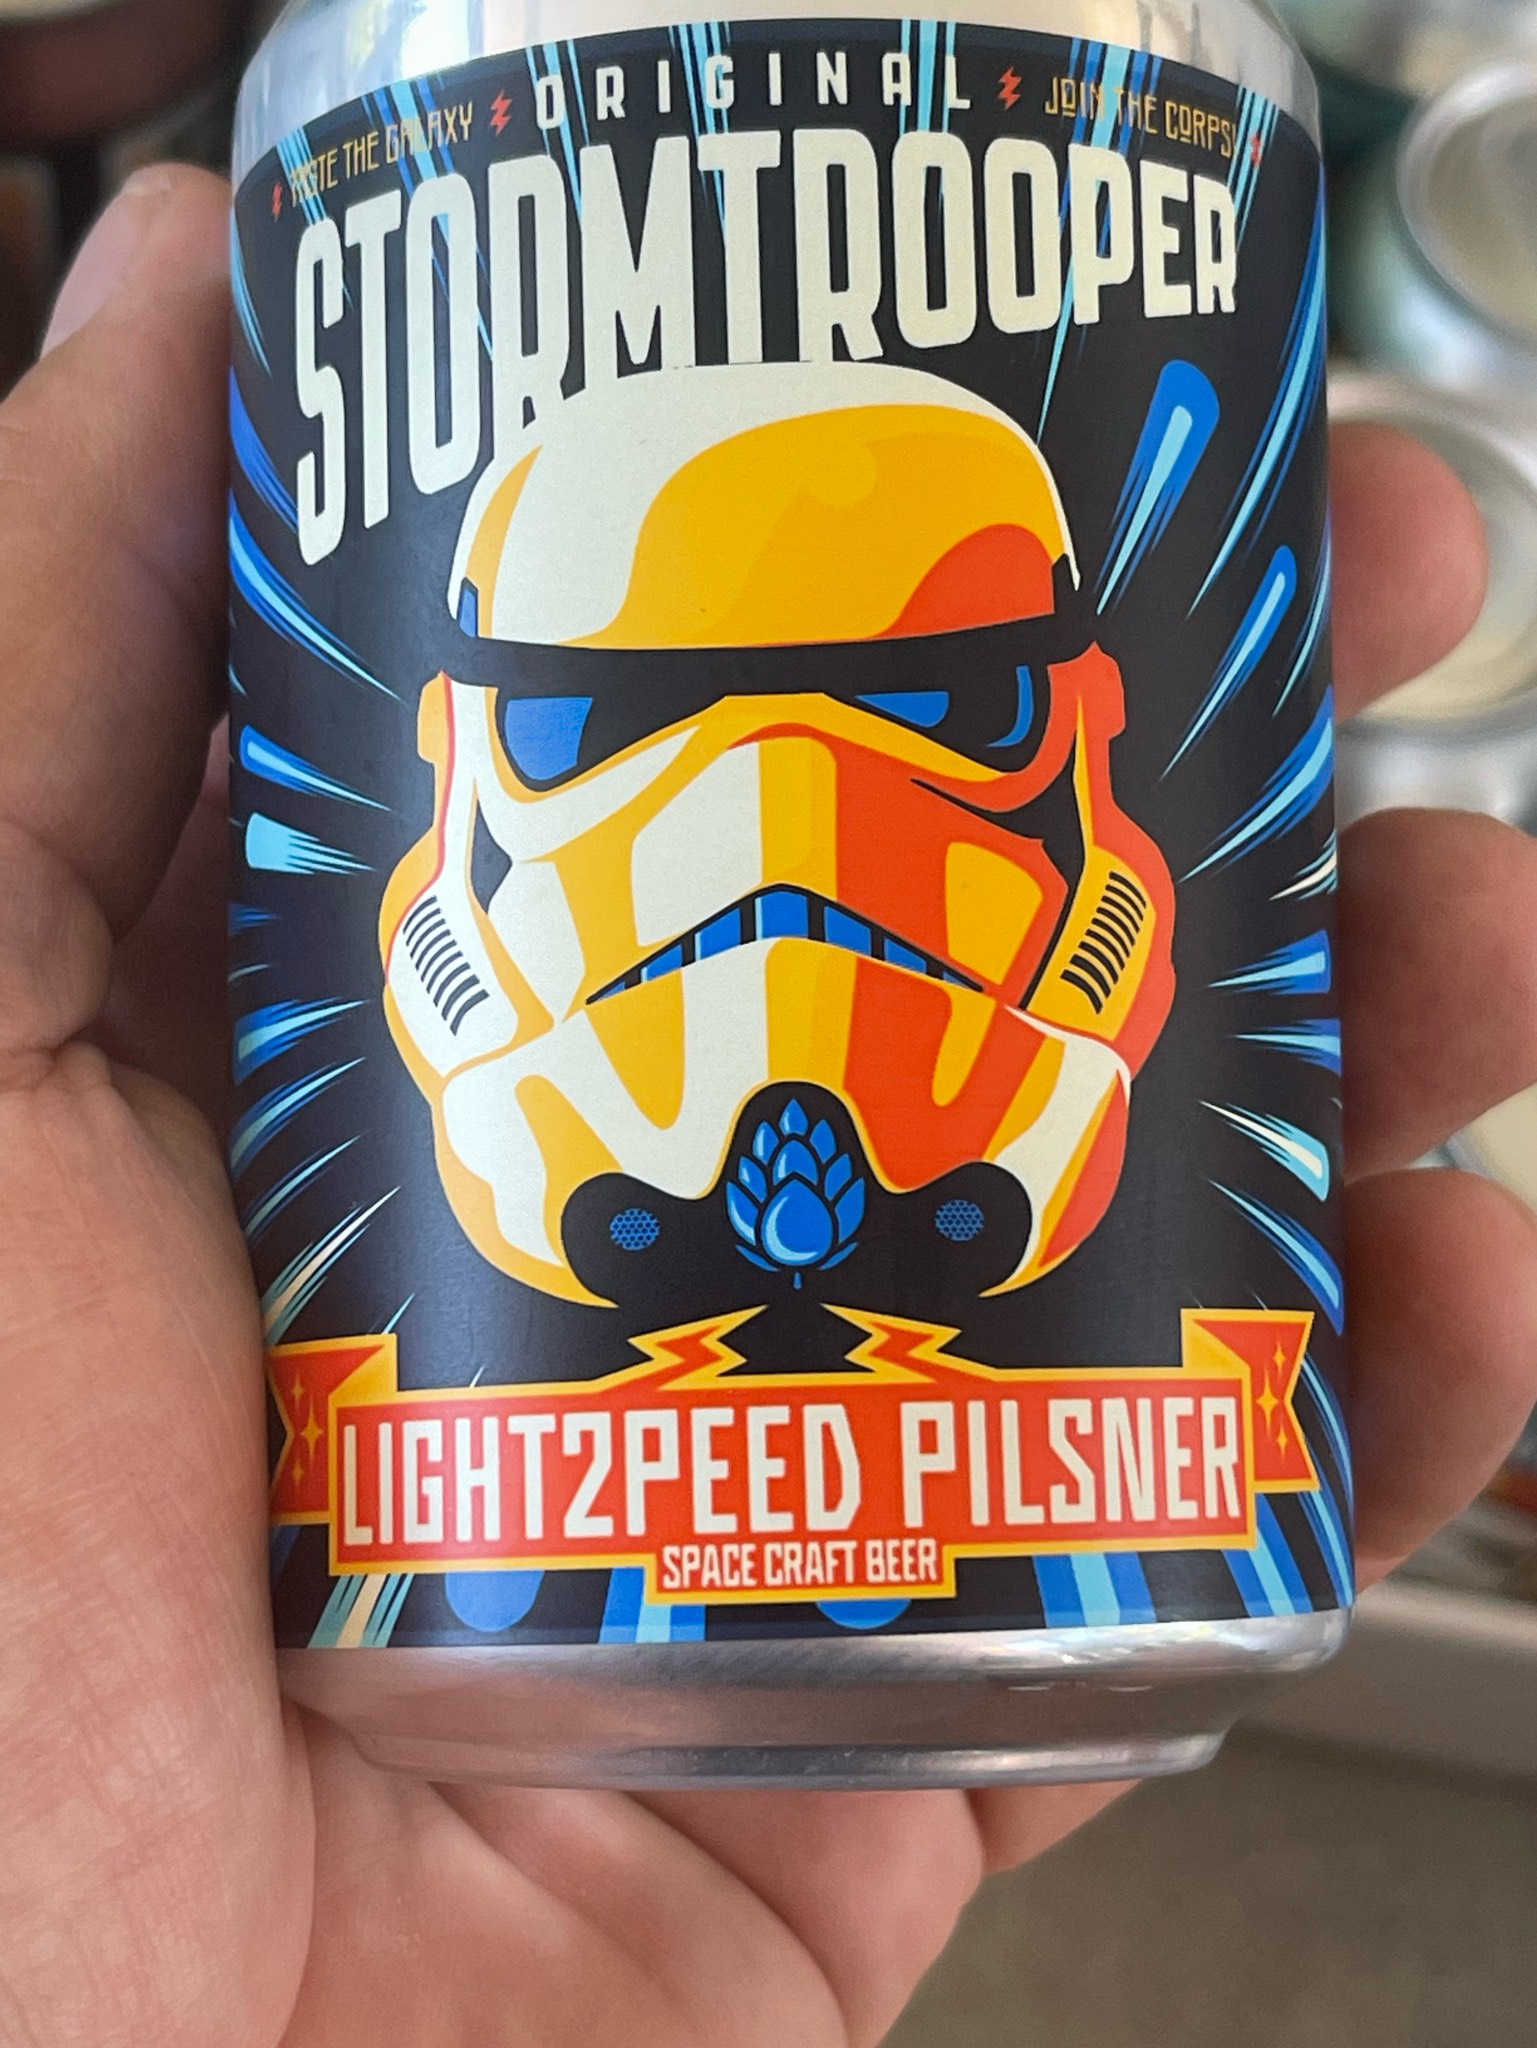 TASTE THE GALAXY
ORIGINAL
JOIN THE CORPS!
STORMTROOPER
LIGHT2PEED PILSNER
SPACE CRAFT BEER